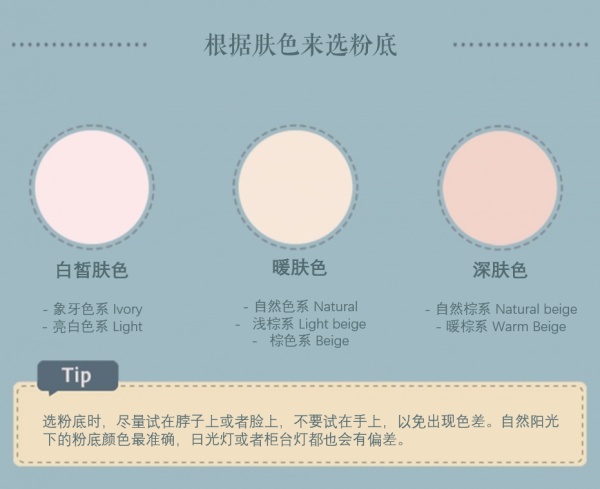 根据肤色来选粉底
白皙肤色
- 象牙色系 Ivory
- 亮白色系 Light
暖肤色
- 自然色系 Natural
- 浅棕系 Light beige
- 棕色系 Beige
深肤色
- 自然棕系 Natural beige
- 暖棕系 Warm Beige
Tip
选粉底时，尽量试在脖子上或者脸上，不要试在手上，以免出现色差。自然阳光
下的粉底颜色最准确，日光灯或者柜台灯都也会有偏差。